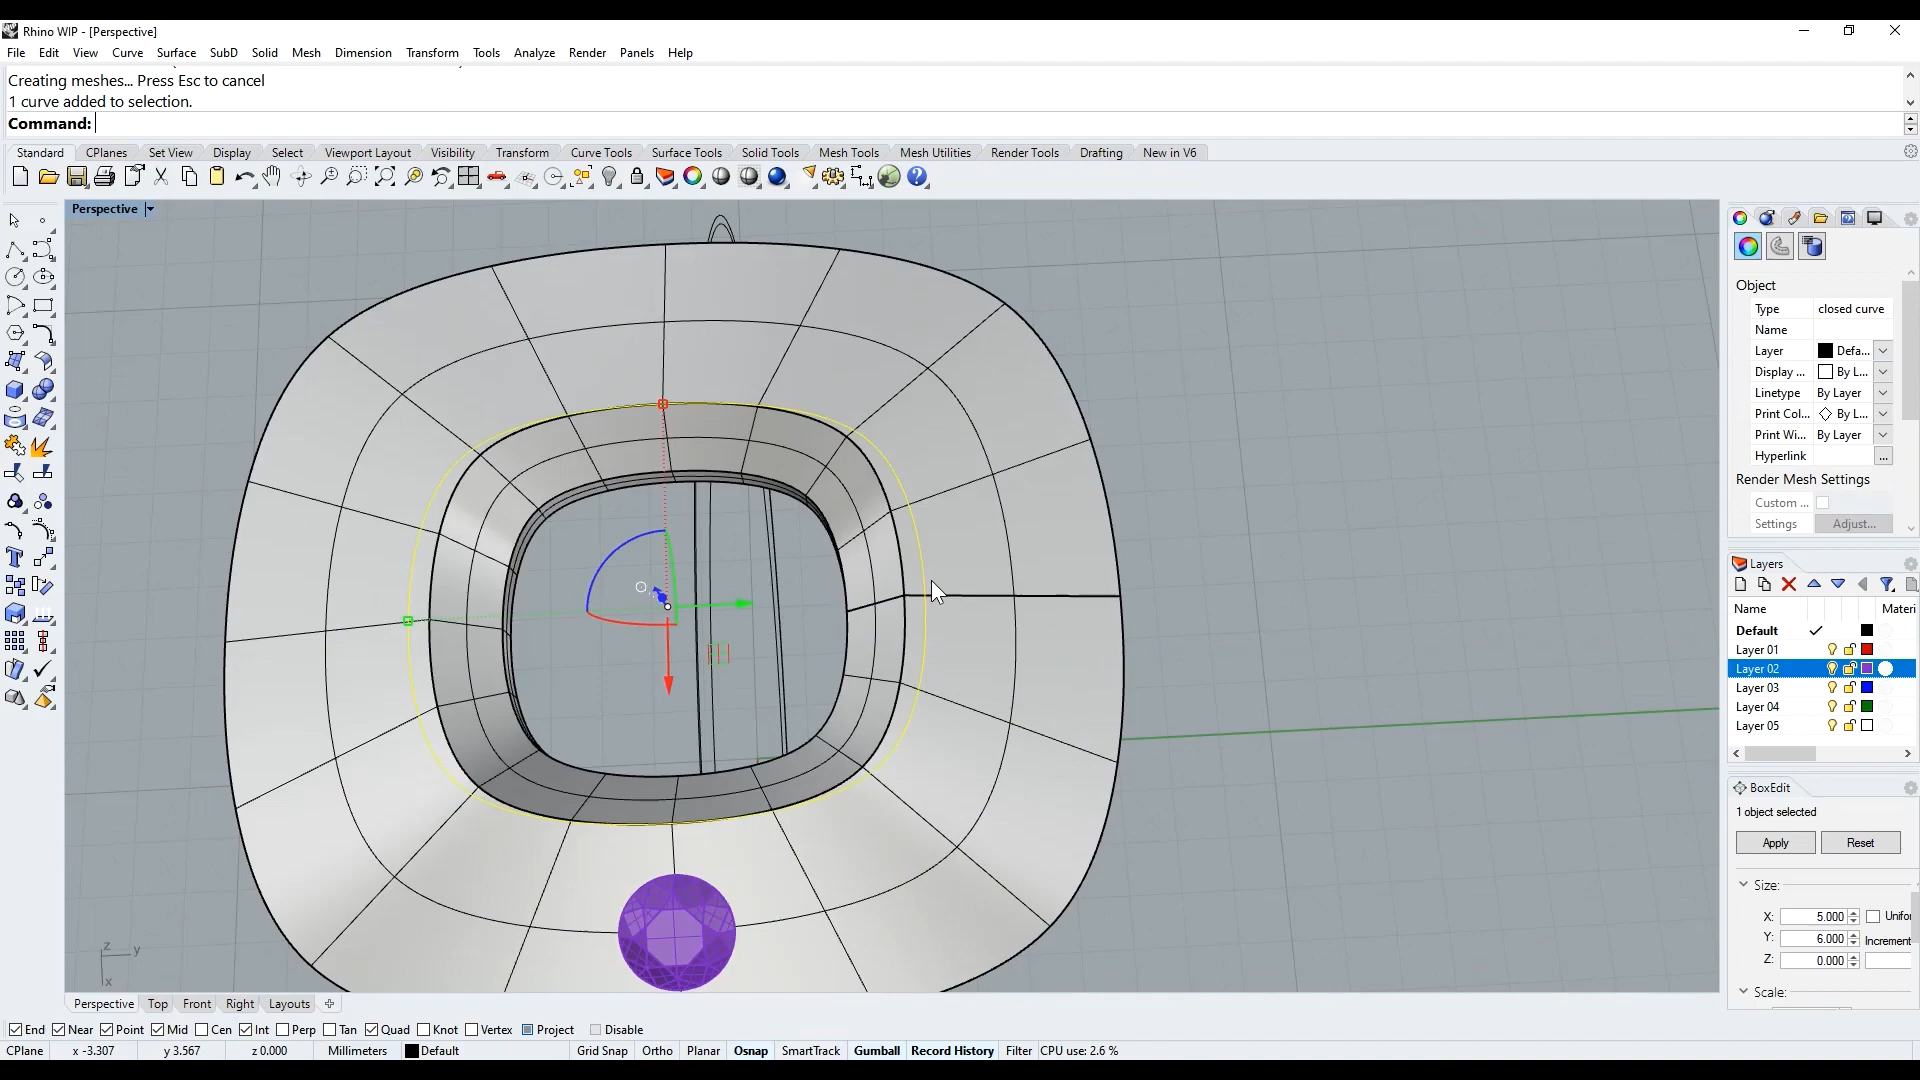 Rhino WIP - [Perspective]
File Edit View Curve Surface SubD Solid Mesh Dimension Transform Tools Analyze Render Panels Help
Creating meshes... Press Esc to cancel
1 curve added to selection.
Command:
Standard CPlanes Set View Display Select Viewport Layout Visibility Transform Curve Tools Surface Tools Solid Tools Mesh Tools Mesh Utilities Render Tools Drafting New in V6
Perspective
Object
Type closed curve
Name
Layer Defa...
Display ... By L...
Linetype By Layer
Print Col... By L...
Print Wi... By Layer
Hyperlink ...
Render Mesh Settings
Custom ...
Settings Adjust...
Layers
Name Materi
Default
Layer 01
Layer 02
Layer 03
Layer 04
Layer 05
BoxEdit
1 object selected
Apply Reset
Size:
X: 5.000 Unifo
Y: 6.000 Increment
Z: 0.000
Scale:
z y
x
Perspective Top Front Right Layouts
End Near Point Mid Cen Int Perp Tan Quad Knot Vertex Project Disable
CPlane x -3.307 y 3.567 z 0.000 Millimeters Default Grid Snap Ortho Planar Osnap SmartTrack Gumball Record History Filter CPU use: 2.6 %